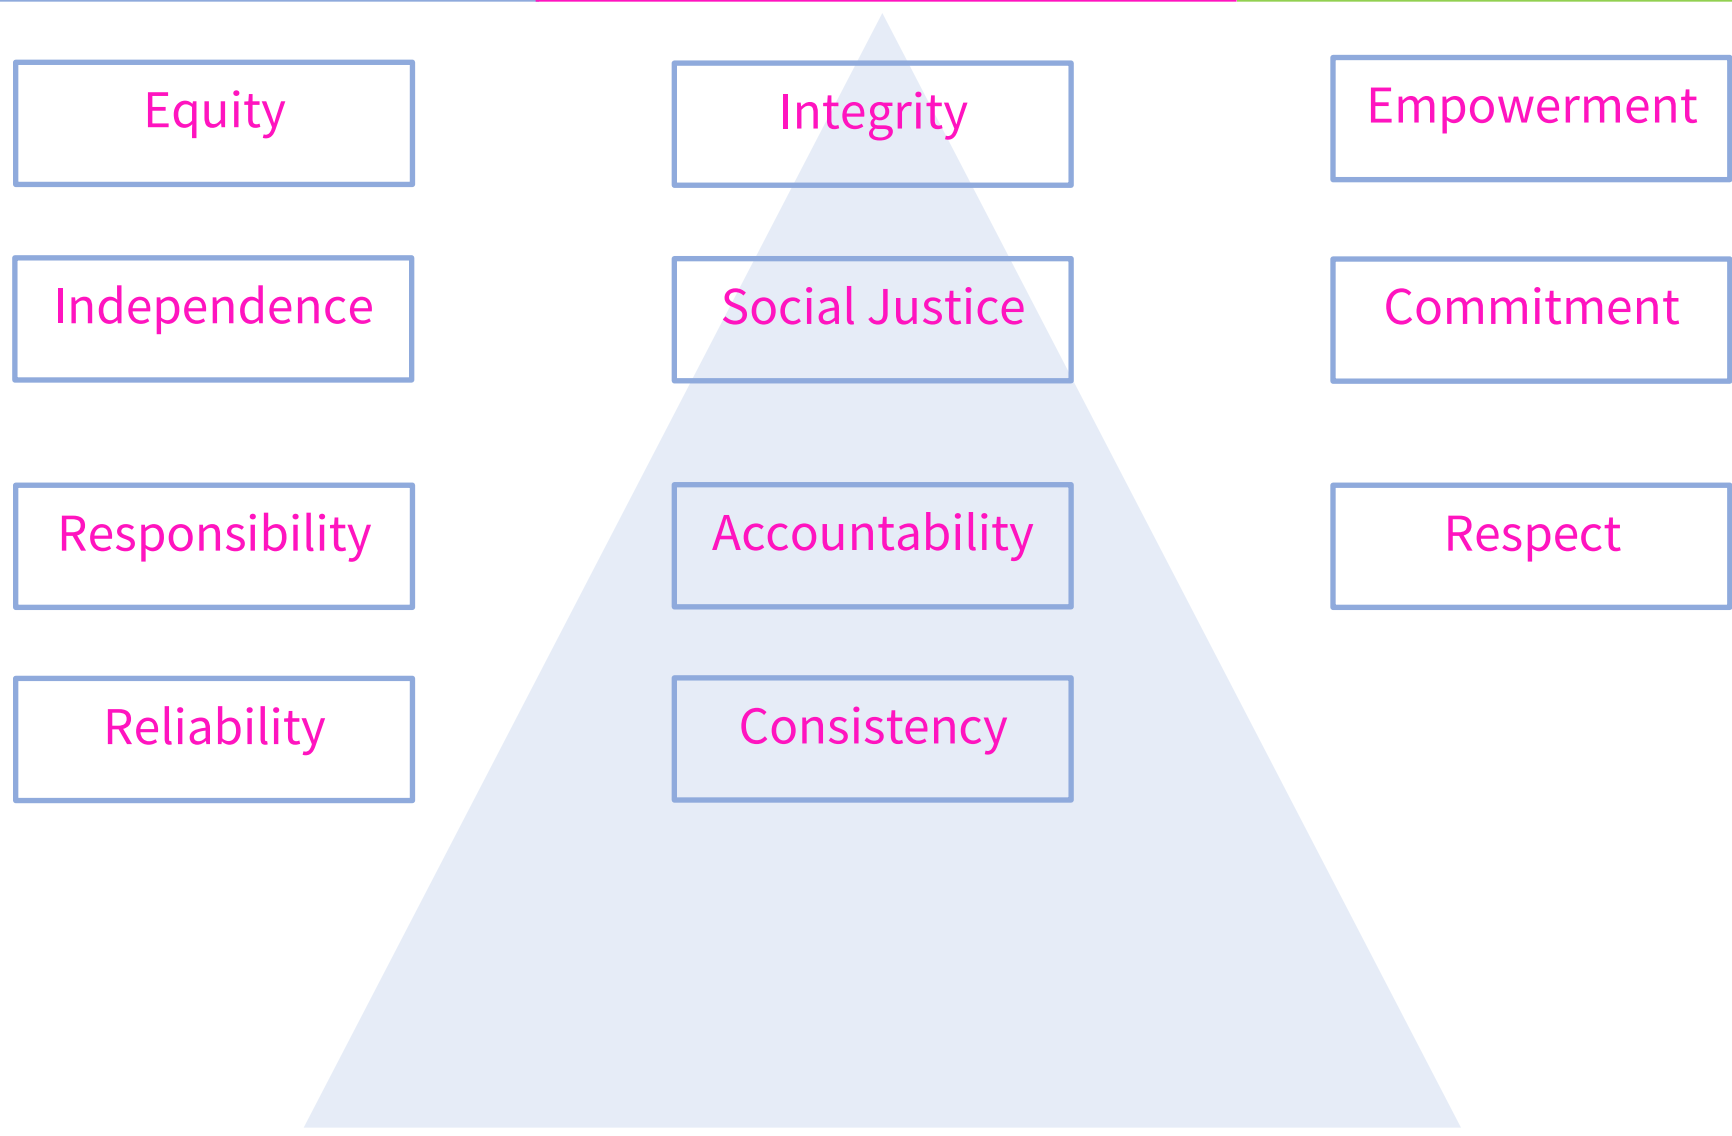 Equity
Integrity
Empowerment
Independence
Social Justice
Commitment
Responsibility
Accountability
Respect
Reliability
Consistency